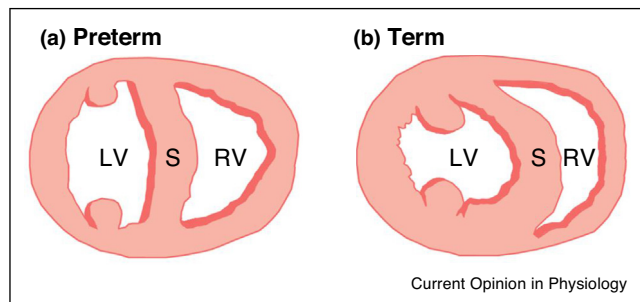 (a) Preterm
(b) Term
LV S RV
LV S RV
Current Opinion in Physiology